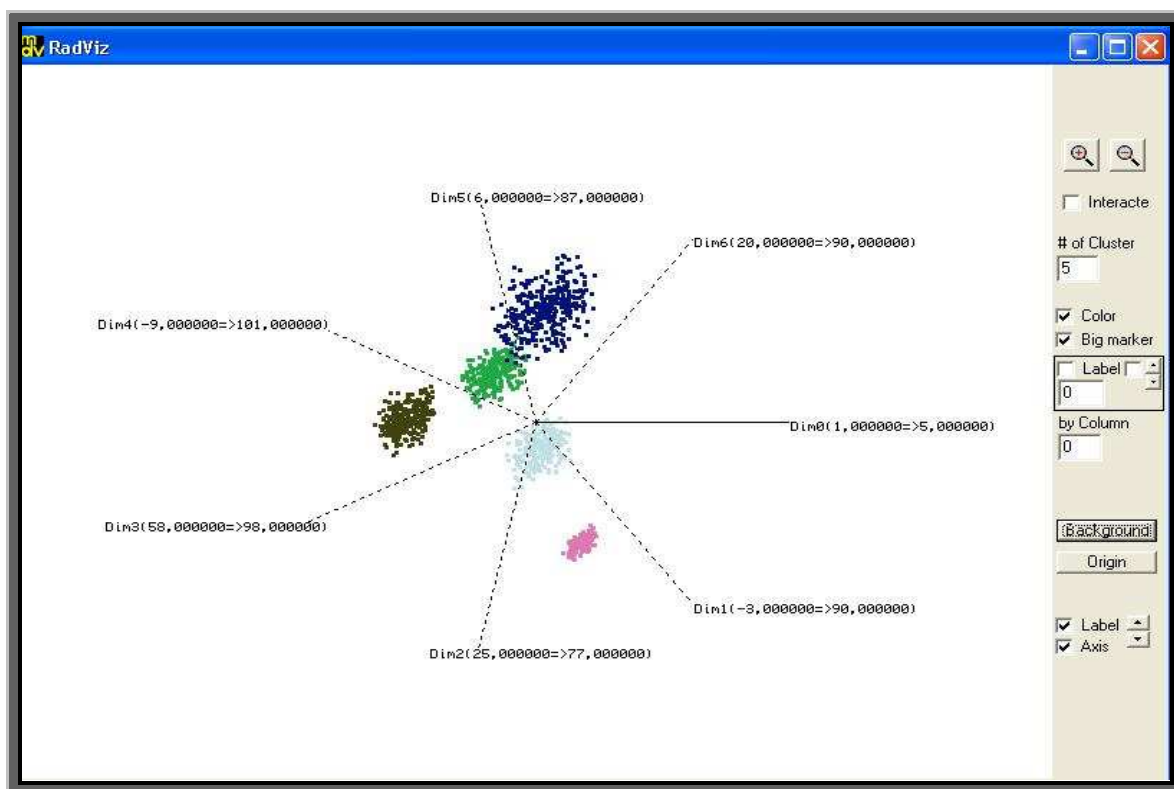 RadViz
Dim5(6,000000=>87,000000)
Dim6(20,000000=>90,000000)
Dim4(-9,000000=>101,000000)
Dim0(1,000000=>5,000000)
Dim3(58,000000=>98,000000)
Dim1(-3,000000=>90,000000)
Dim2(25,000000=>77,000000)
Interacte
# of Cluster
5
Color
Big marker
Label
0
by Column
0
Background
Origin
Label
Axis